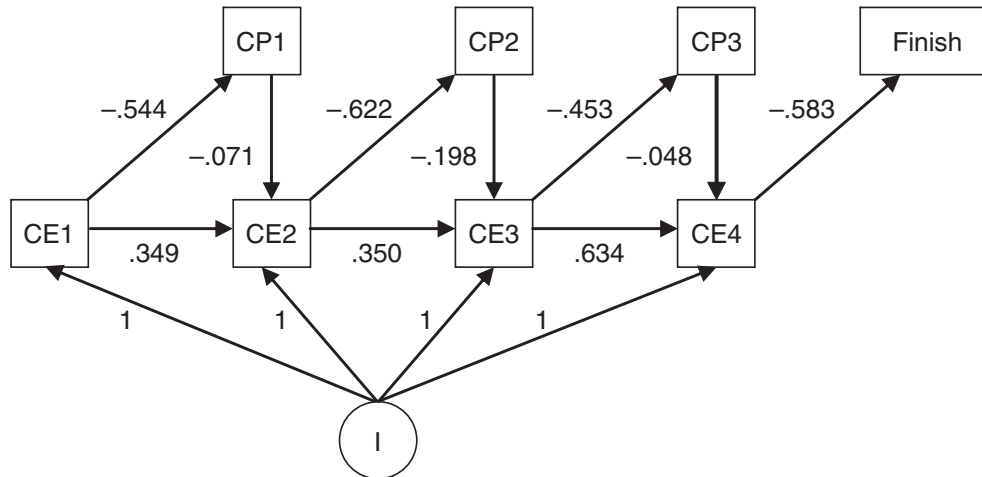 CP1 CP2 CP3 Finish
–.544 –.622 –.453 –.583
–.071 –.198 –.048
CE1 CE2 CE3 CE4
.349 .350 .634
1 1 1 1
I